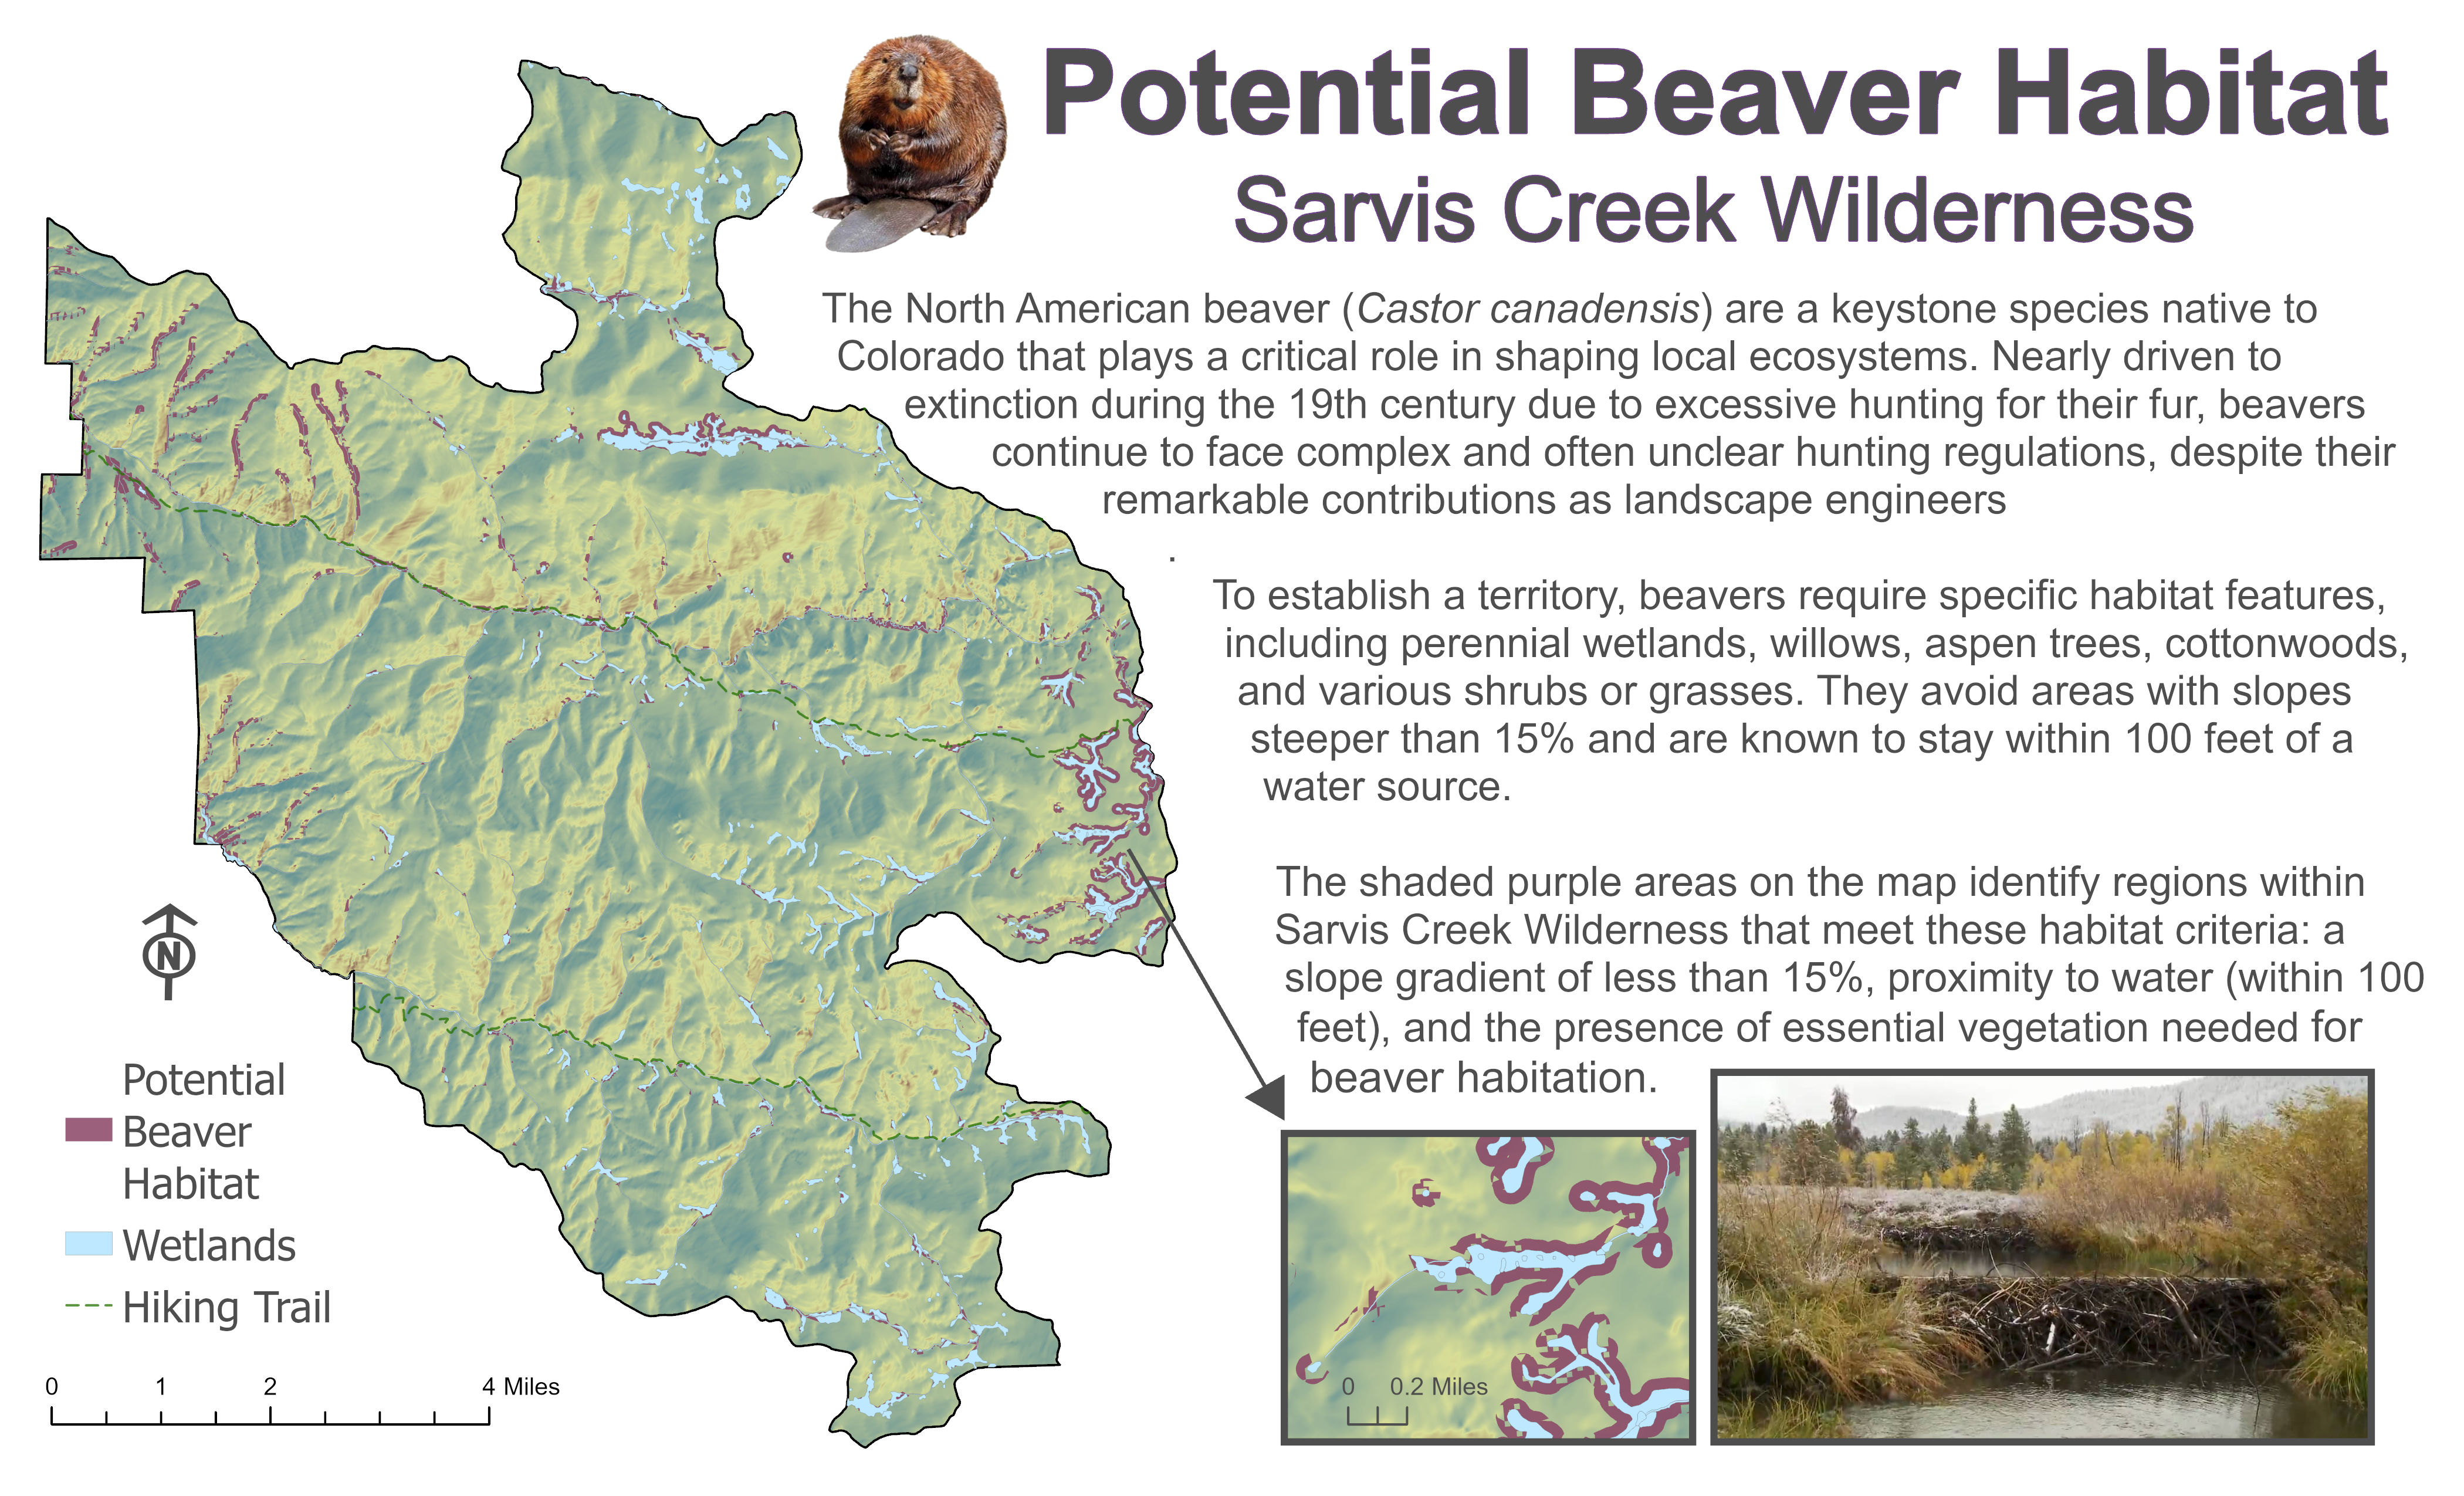 Potential Beaver Habitat
Sarvis Creek Wilderness
The North American beaver (Castor canadensis) are a keystone species native to
Colorado that plays a critical role in shaping local ecosystems. Nearly driven to
extinction during the 19th century due to excessive hunting for their fur, beavers
continue to face complex and often unclear hunting regulations, despite their
remarkable contributions as landscape engineers
.
To establish a territory, beavers require specific habitat features,
including perennial wetlands, willows, aspen trees, cottonwoods,
and various shrubs or grasses. They avoid areas with slopes
steeper than 15% and are known to stay within 100 feet of a
water source.
The shaded purple areas on the map identify regions within
Sarvis Creek Wilderness that meet these habitat criteria: a
slope gradient of less than 15%, proximity to water (within 100
feet), and the presence of essential vegetation needed for
beaver habitation.
N
Potential
Beaver
Habitat
Wetlands
Hiking Trail
0 1 2 4 Miles
0 0.2 Miles